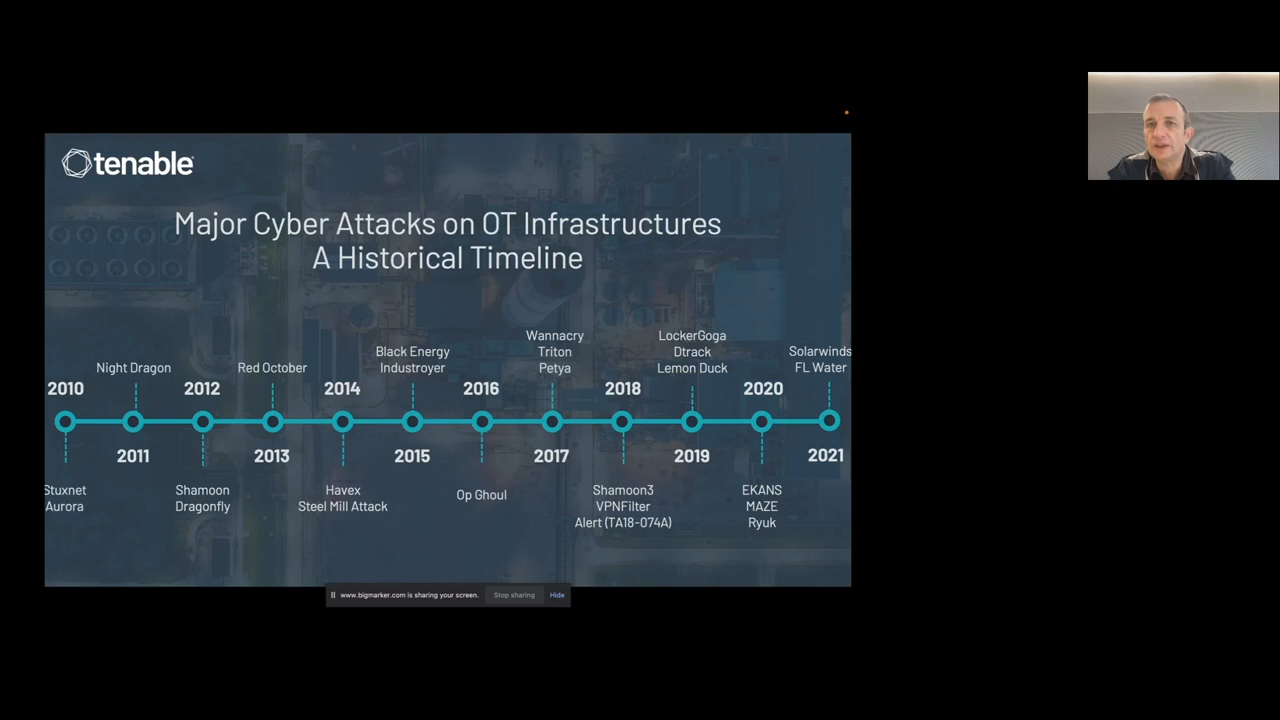 tenable
Major Cyber Attacks on OT Infrastructures
A Historical Timeline
2010
Stuxnet
Aurora
Night Dragon
2011
2012
Shamoon
Dragonfly
Red October
2013
2014
Havex
Steel Mill Attack
Black Energy
Industroyer
2015
2016
Op Ghoul
Wannacry
Triton
Petya
2017
2018
Shamoon3
VPNFilter
Alert (TA18-074A)
LockerGoga
Dtrack
Lemon Duck
2019
2020
EKANS
MAZE
Ryuk
Solarwinds
FL Water
2021
www.bigmarker.com is sharing your screen.
Stop sharing
Hide